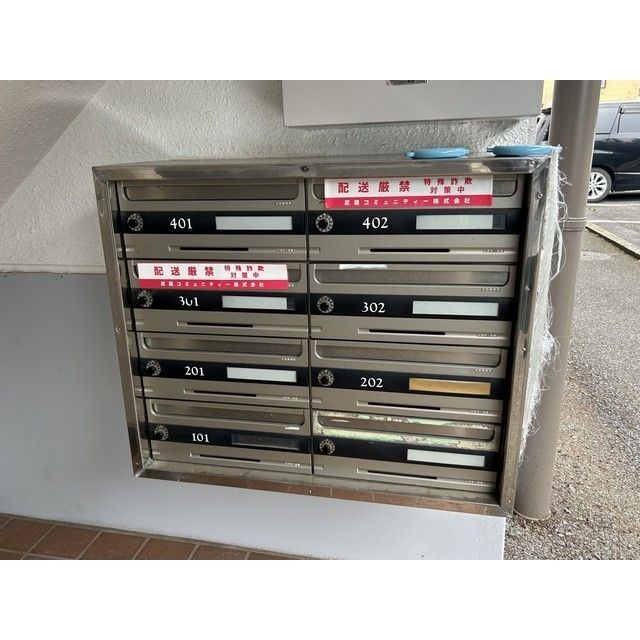 401
配送厳禁 特殊詐欺
対策中
武蔵コミュニティー株式会社
402
配送厳禁 特殊詐欺
対策中
武蔵コミュニティー株式会社
301
302
201
202
101